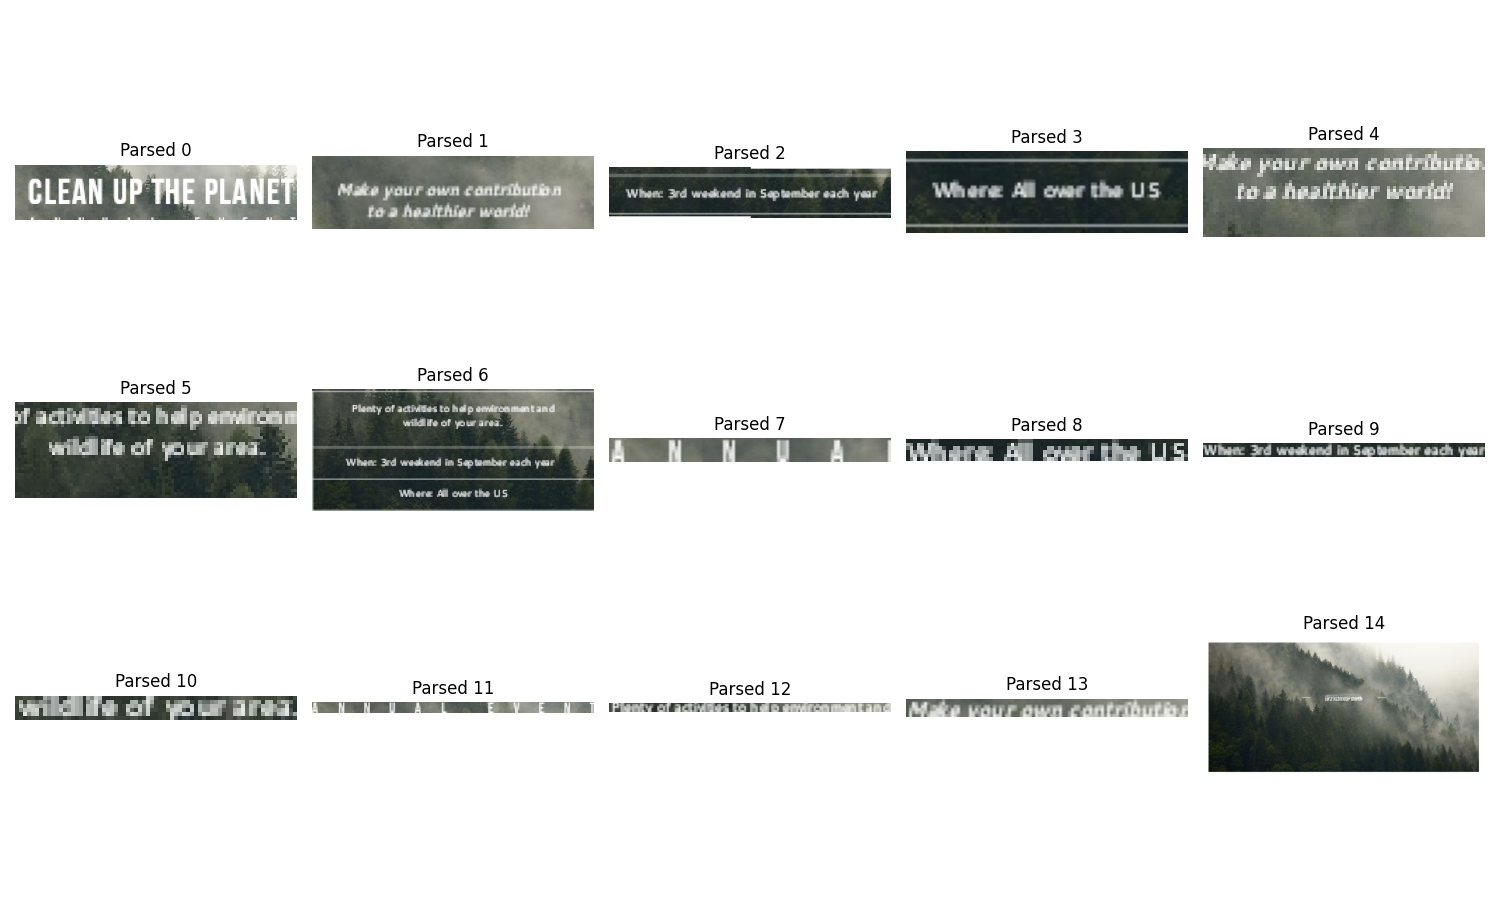 Parsed 0
CLEAN UP THE PLANET
Parsed 1
Make your own contribution
to a healthier world!
Parsed 2
When: 3rd weekend in September each year
Parsed 3
Where: All over the US
Parsed 4
Make your own contributio
to a healthier world!
Parsed 5
of activities to help environm
wildlife of your area.
Parsed 6
Plenty of activities to help environment and
wildlife of your area.
When: 3rd weekend in September each year
Where: All over the US
Parsed 7
A N N U A
Parsed 8
Where: All over the US
Parsed 9
When: 3rd weekend in September each year
Parsed 10
wildlife of your area.
Parsed 11
A N N U A L E V E N T
Parsed 12
Plenty of activities to help environment and
Parsed 13
Make your own contribution
Parsed 14